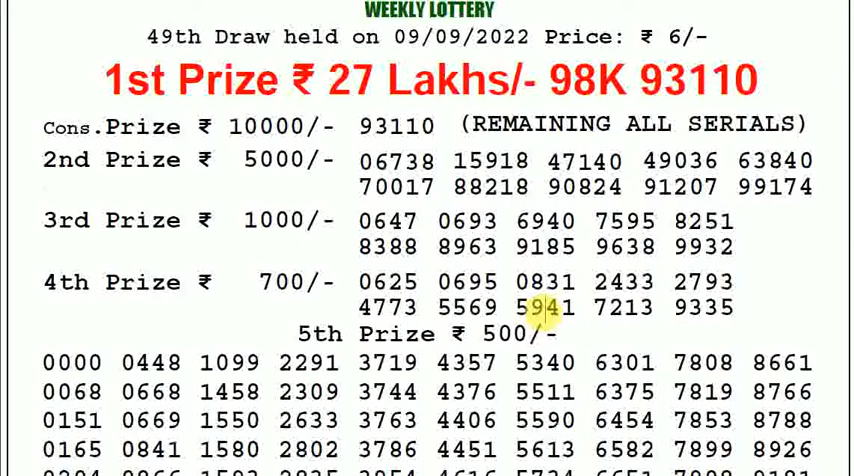 WEEKLY LOTTERY
49th Draw held on 09/09/2022 Price: ₹ 6/-
1st Prize ₹ 27 Lakhs/- 98K 93110
Cons.Prize ₹ 10000/- 93110 (REMAINING ALL SERIALS)
2nd Prize ₹ 5000/- 06738 15918 47140 49036 63840
70017 88218 90824 91207 99174
3rd Prize ₹ 1000/- 0647 0693 6940 7595 8251
8388 8963 9185 9638 9932
4th Prize ₹ 700/- 0625 0695 0831 2433 2793
4773 5569 5941 7213 9335
5th Prize ₹ 500/-
0000 0448 1099 2291 3719 4357 5340 6301 7808 8661
0068 0668 1458 2309 3744 4376 5511 6375 7819 8766
0151 0669 1550 2633 3763 4406 5590 6454 7853 8788
0165 0841 1580 2802 3786 4451 5613 6582 7899 8926